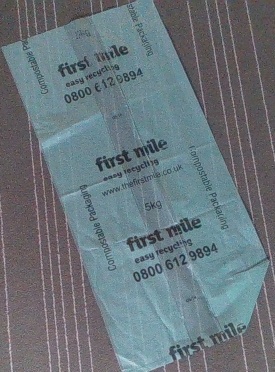 Compostable Packaging
first mile
easy recycling
0800 612 9894
first mile
easy recycling
www.thefirstmile.co.uk
5kg
Compostable Packaging
Compostable Packaging
first mile
easy recycling
0800 612 9894
first mile